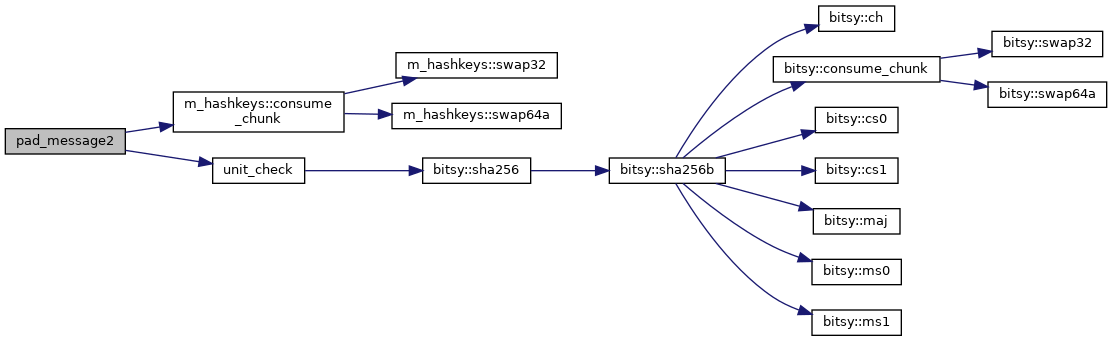 pad_message2
m_hashkeys::consume
_chunk
m_hashkeys::swap32
m_hashkeys::swap64a
unit_check
bitsy::sha256
bitsy::sha256b
bitsy::ch
bitsy::consume_chunk
bitsy::swap32
bitsy::swap64a
bitsy::cs0
bitsy::cs1
bitsy::maj
bitsy::ms0
bitsy::ms1